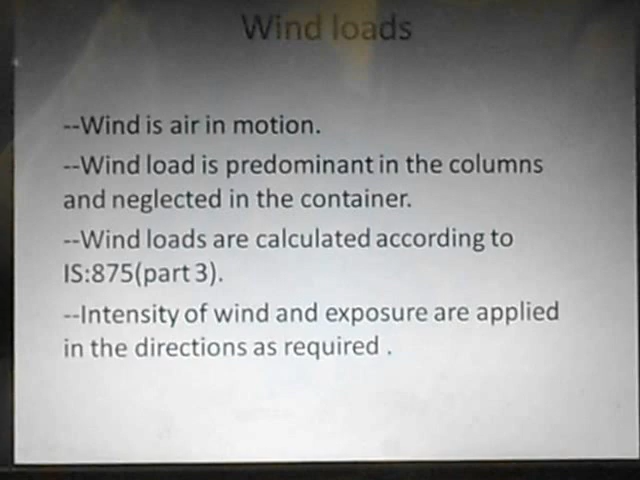 Wind loads
--Wind is air in motion.
--Wind load is predominant in the columns
and neglected in the container.
--Wind loads are calculated according to
IS:875(part 3).
--Intensity of wind and exposure are applied
in the directions as required .